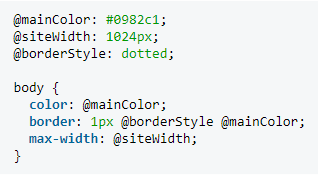 @mainColor: #0982c1;
@siteWidth: 1024px;
@borderStyle: dotted;

body {
  color: @mainColor;
  border: 1px @borderStyle @mainColor;
  max-width: @siteWidth;
}